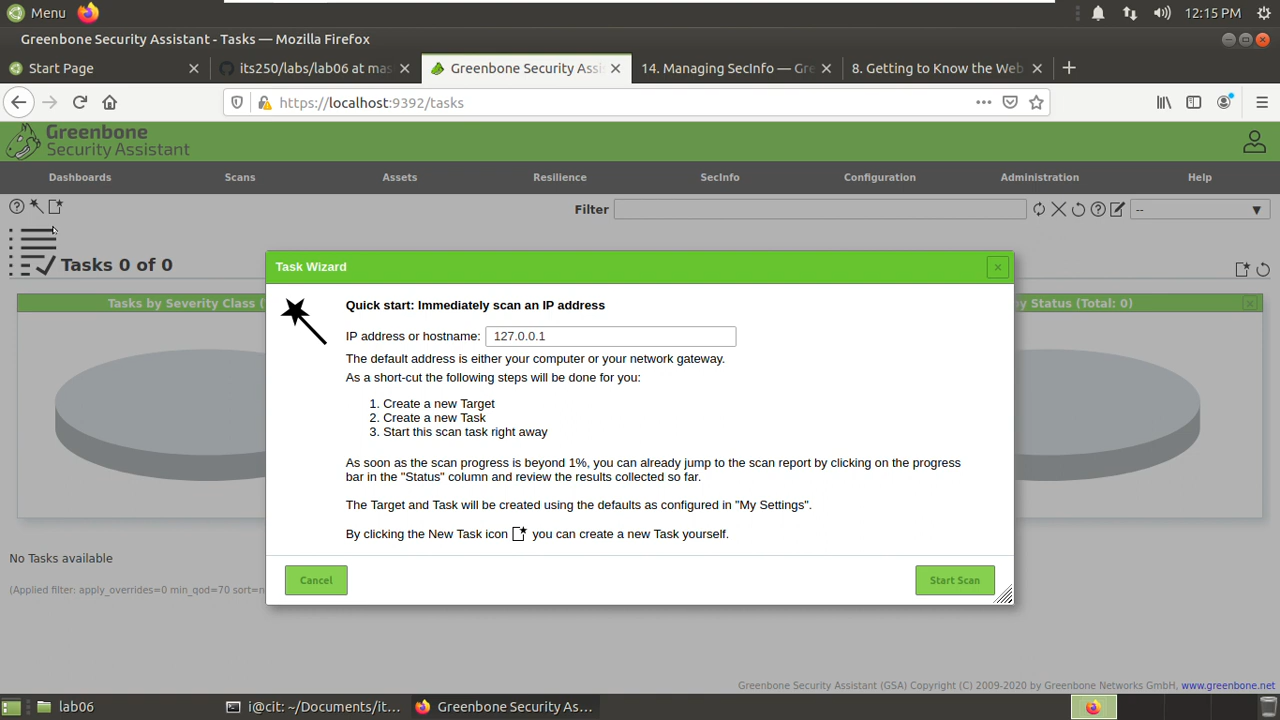 Menu
12:15 PM
Greenbone Security Assistant - Tasks — Mozilla Firefox
Start Page
its250/labs/lab06 at mas
Greenbone Security Assis
14. Managing SecInfo — Gre
8. Getting to Know the Web
https://localhost:9392/tasks
Greenbone
Security Assistant
Dashboards
Scans
Assets
Resilience
SecInfo
Configuration
Administration
Help
Filter
--
Tasks 0 of 0
Tasks by Severity Class (
by Status (Total: 0)
Task Wizard
Quick start: Immediately scan an IP address
IP address or hostname: 127.0.0.1
The default address is either your computer or your network gateway.
As a short-cut the following steps will be done for you:
1. Create a new Target
2. Create a new Task
3. Start this scan task right away
As soon as the scan progress is beyond 1%, you can already jump to the scan report by clicking on the progress
bar in the "Status" column and review the results collected so far.
The Target and Task will be created using the defaults as configured in "My Settings".
By clicking the New Task icon you can create a new Task yourself.
Cancel
Start Scan
No Tasks available
(Applied filter: apply_overrides=0 min_qod=70 sort=n
Greenbone Security Assistant (GSA) Copyright (C) 2009-2020 by Greenbone Networks GmbH, www.greenbone.net
lab06
i@cit: ~/Documents/it...
Greenbone Security As...